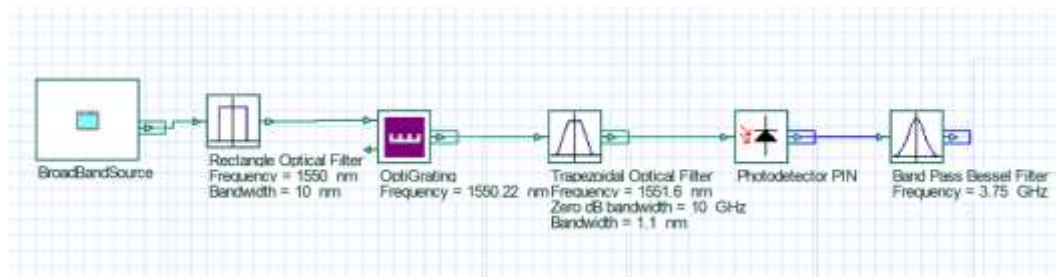 BroadBandSource
Rectangle Optical Filter
Frequency = 1550 nm
Bandwidth = 10 nm
OptiGrating
Frequency = 1550.22 nm
Trapezoidal Optical Filter
Frequency = 1551.6 nm
Zero dB bandwidth = 10 GHz
Bandwidth = 1.1 nm
Photodetector PIN
Band Pass Bessel Filter
Frequency = 3.75 GHz